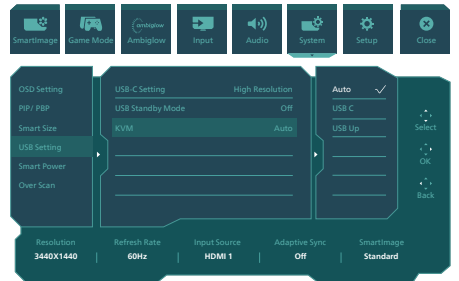 ambiglow
SmartImage Game Mode Ambiglow Input Audio System Setup Close
OSD Setting USB-C Setting High Resolution Auto
PIP/ PBP USB Standby Mode Off USB C
Smart Size KVM Auto USB Up
Select
USB Setting
OK
Smart Power
Over Scan
Back
Resolution Refresh Rate Input Source Adaptive Sync SmartImage
3440X1440 | 60Hz | HDMI 1 | Off | Standard